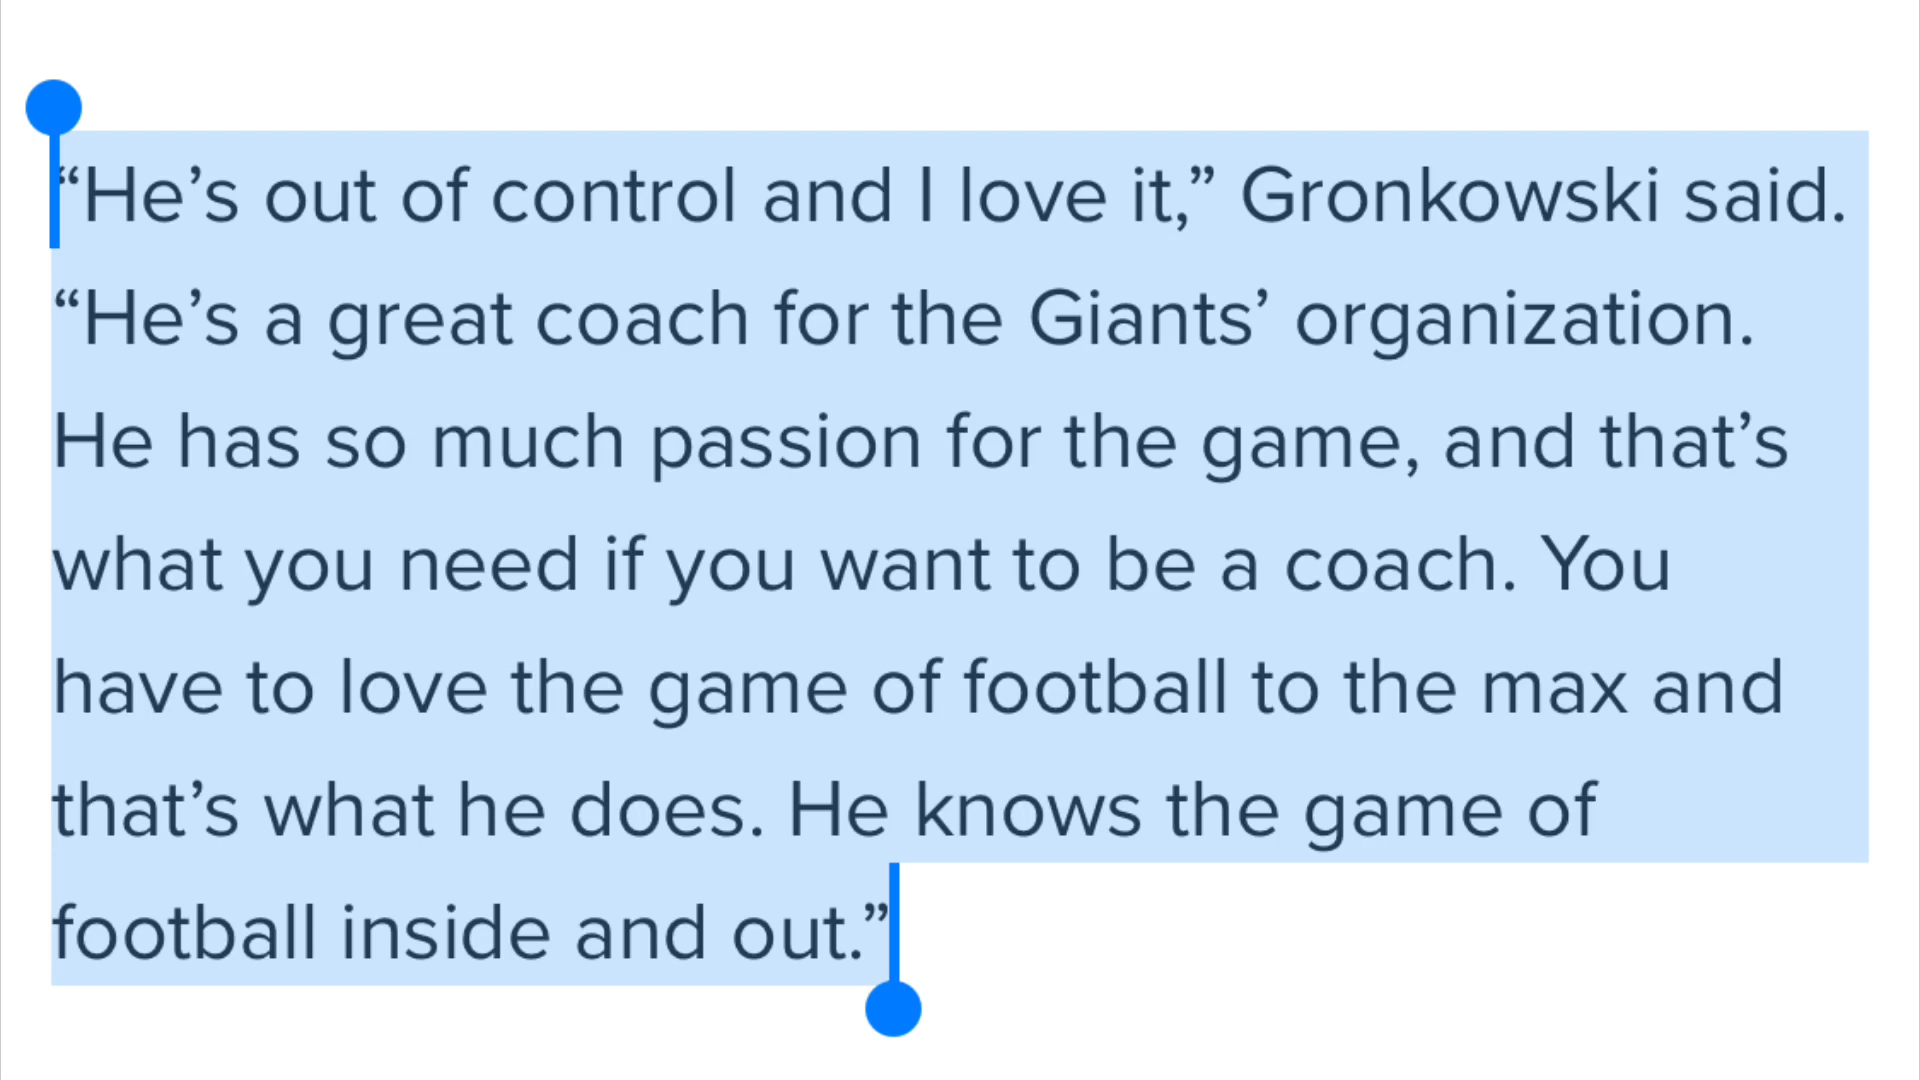 “He’s out of control and I love it,” Gronkowski said.
“He’s a great coach for the Giants’ organization.
He has so much passion for the game, and that’s
what you need if you want to be a coach. You
have to love the game of football to the max and
that’s what he does. He knows the game of
football inside and out.”